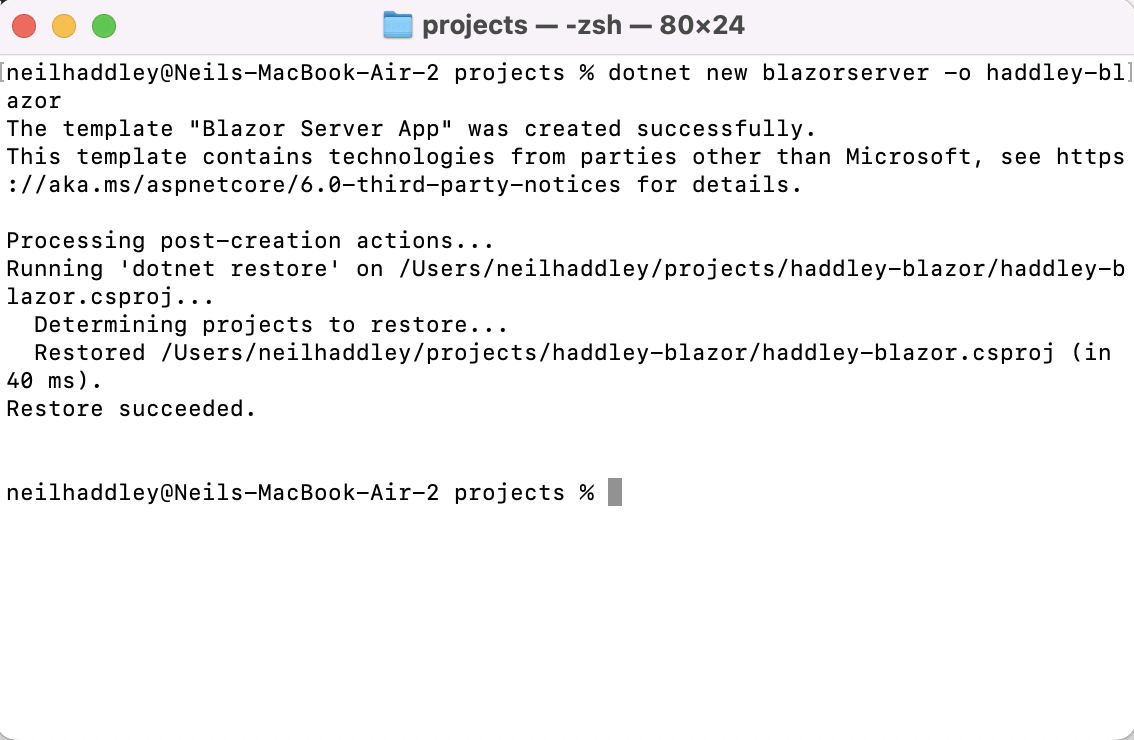 projects — -zsh — 80×24
[neilhaddley@Neils-MacBook-Air-2 projects % dotnet new blazorserver -o haddley-bl]
azor
The template "Blazor Server App" was created successfully.
This template contains technologies from parties other than Microsoft, see https
://aka.ms/aspnetcore/6.0-third-party-notices for details.
Processing post-creation actions...
Running 'dotnet restore' on /Users/neilhaddley/projects/haddley-blazor/haddley-b
lazor.csproj...
Determining projects to restore...
Restored /Users/neilhaddley/projects/haddley-blazor/haddley-blazor.csproj (in
40 ms).
Restore succeeded.
neilhaddley@Neils-MacBook-Air-2 projects %